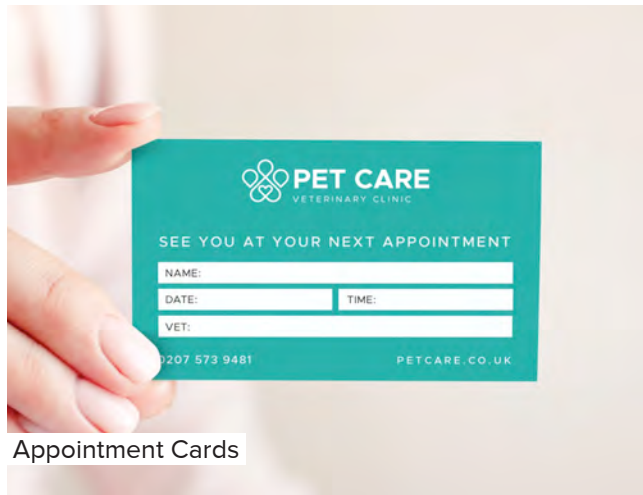 PET CARE
VETERINARY CLINIC
SEE YOU AT YOUR NEXT APPOINTMENT
NAME:
DATE: TIME:
VET:
0207 573 9481 PETCARE.CO.UK
Appointment Cards